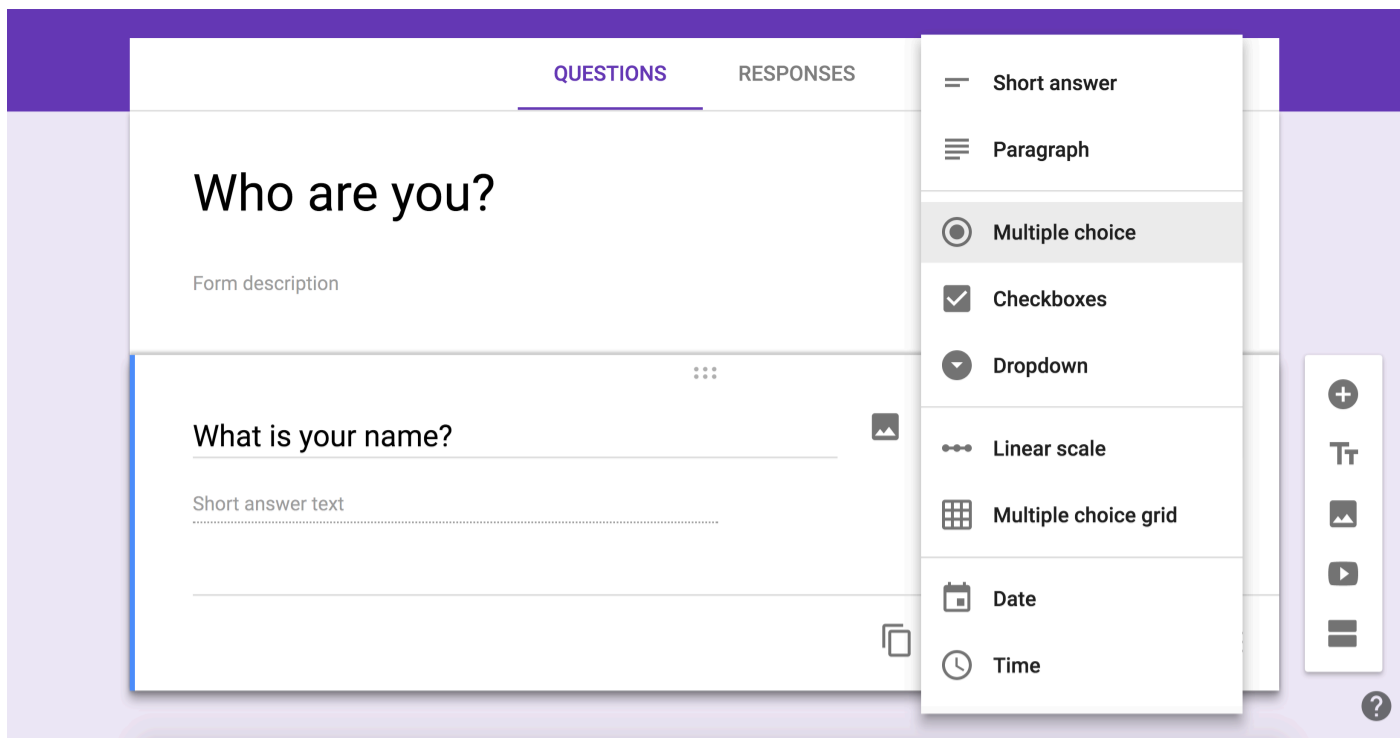 QUESTIONS
RESPONSES
Who are you?
Form description
What is your name?
Short answer text
Short answer
Paragraph
Multiple choice
Checkboxes
Dropdown
Linear scale
Multiple choice grid
Date
Time